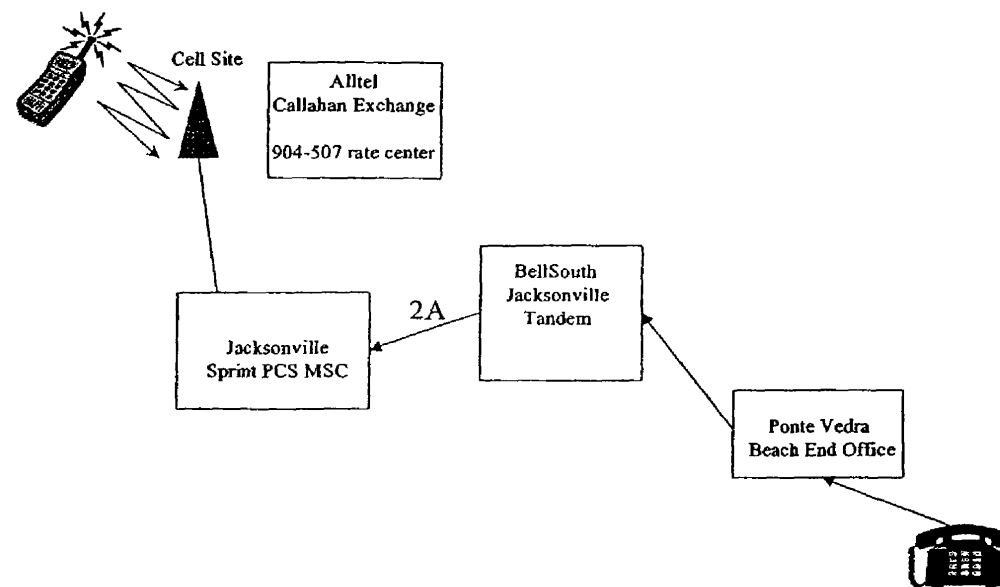 Cell Site
Alltel
Callahan Exchange
904-507 rate center
BellSouth
Jacksonville
Tandem
2A
Jacksonville
Sprint PCS MSC
Ponte Vedra
Beach End Office